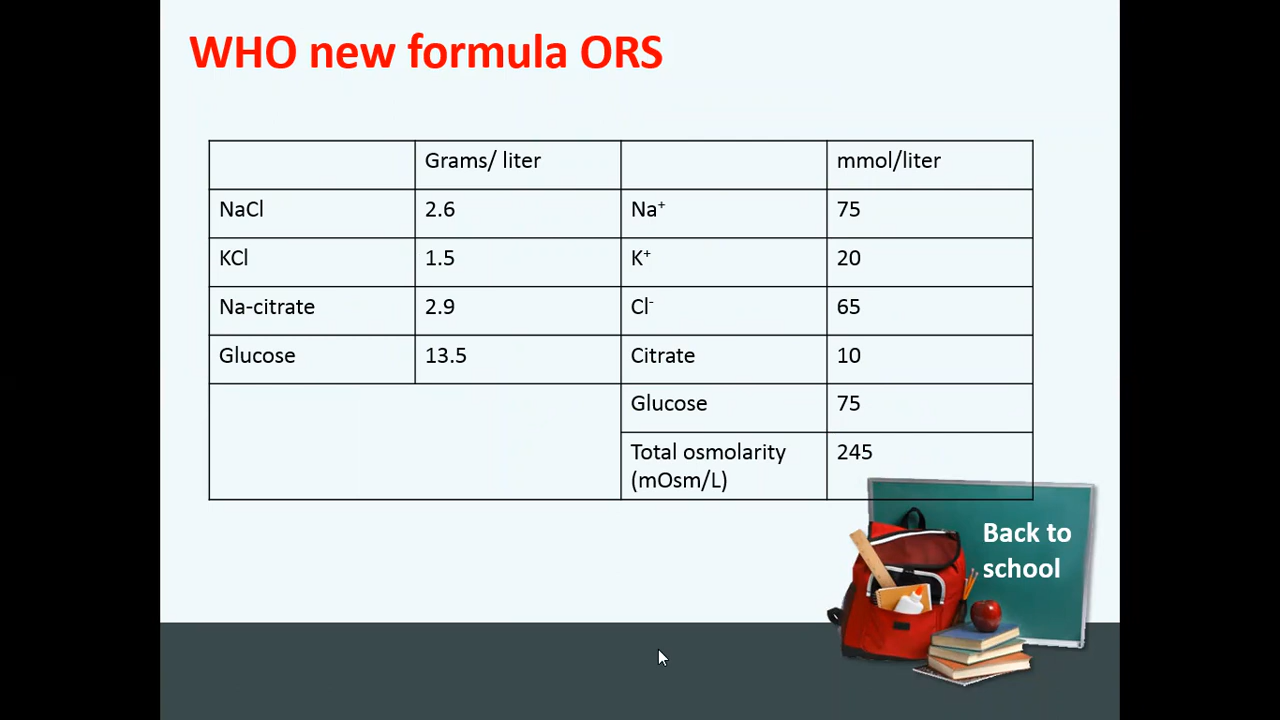 WHO new formula ORS
Grams/ liter mmol/liter
NaCl 2.6 Na⁺ 75
KCl 1.5 K⁺ 20
Na-citrate 2.9 Cl⁻ 65
Glucose 13.5 Citrate 10
Glucose 75
Total osmolarity 245
(mOsm/L)
Back to
school